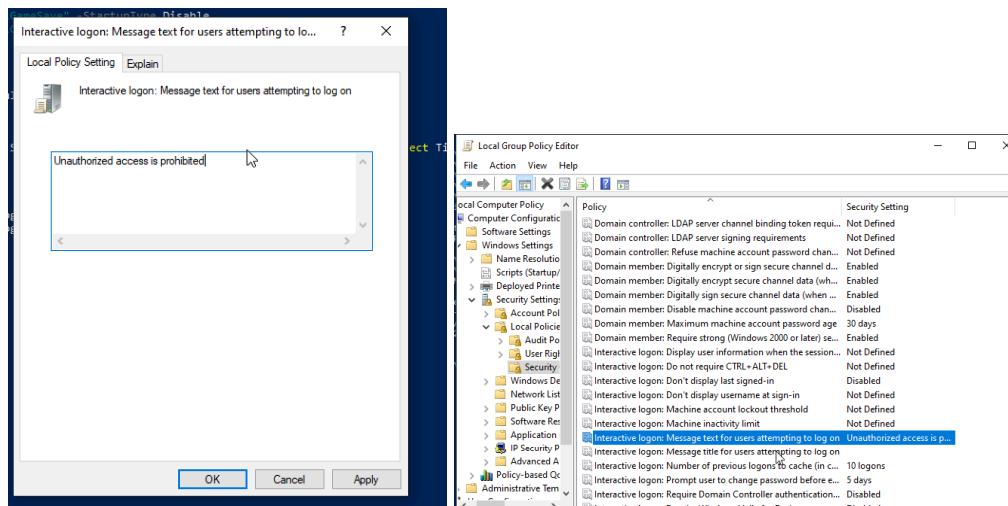 GameSave" -StartupType Disable
Interactive logon: Message text for users attempting to lo... ? ×
Local Policy Setting Explain
Interactive logon: Message text for users attempting to log on
Unauthorized access is prohibited
ect Ti
OK Cancel Apply
Local Group Policy Editor
File Action View Help
ocal Computer Policy
Computer Configuratic
Software Settings
Windows Settings
Name Resolutio
Scripts (Startup/
Deployed Printe
Security Settings
Account Pol
Local Policie
Audit Po
User Righ
Security
Windows De
Network List
Public Key P
Software Res
Application
IP Security P
Advanced A
Policy-based Qc
Administrative Tem
Policy Security Setting
Domain controller: LDAP server channel binding token requi... Not Defined
Domain controller: LDAP server signing requirements Not Defined
Domain controller: Refuse machine account password chan... Not Defined
Domain member: Digitally encrypt or sign secure channel d... Enabled
Domain member: Digitally encrypt secure channel data (wh... Enabled
Domain member: Digitally sign secure channel data (when ... Enabled
Domain member: Disable machine account password chan... Disabled
Domain member: Maximum machine account password age 30 days
Domain member: Require strong (Windows 2000 or later) se... Enabled
Interactive logon: Display user information when the session... Not Defined
Interactive logon: Do not require CTRL+ALT+DEL Not Defined
Interactive logon: Don't display last signed-in Disabled
Interactive logon: Don't display username at sign-in Not Defined
Interactive logon: Machine account lockout threshold Not Defined
Interactive logon: Machine inactivity limit Not Defined
Interactive logon: Message text for users attempting to log on Unauthorized access is p...
Interactive logon: Message title for users attempting to log on
Interactive logon: Number of previous logons to cache (in c... 10 logons
Interactive logon: Prompt user to change password before e... 5 days
Interactive logon: Require Domain Controller authentication... Disabled